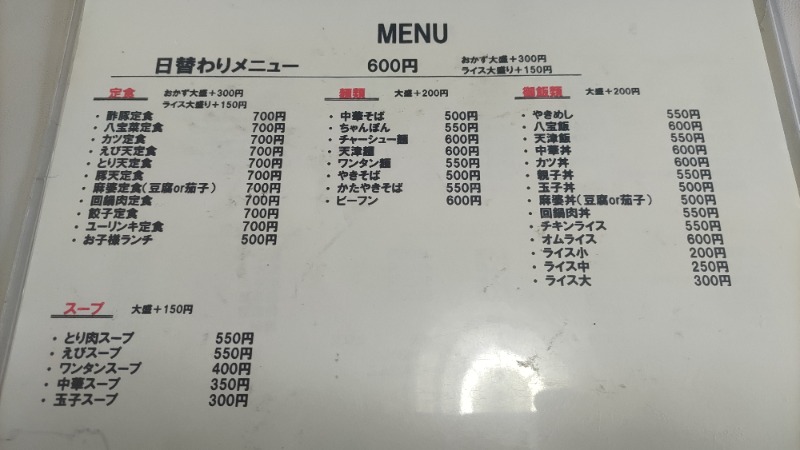 MENU
日替わりメニュー 600円 おかず大盛+300円
ライス大盛り+150円
定食 おかず大盛+300円
ライス大盛り+150円
・酢豚定食 700円
・八宝菜定食 700円
・カツ定食 700円
・えび天定食 700円
・とり天定食 700円
・豚天定食 700円
・麻婆定食(豆腐or茄子) 700円
・回鍋肉定食 700円
・餃子定食 700円
・ユーリンキ定食 700円
・お子様ランチ 500円
麺類 大盛+200円
・中華そば 500円
・ちゃんぽん 550円
・チャーシュー麺 600円
・天津麺 600円
・ワンタン麺 550円
・やきそば 550円
・かたやきそば 550円
・ビーフン 600円
御飯類 大盛+200円
・やきめし 550円
・八宝飯 600円
・天津飯 550円
・中華丼 600円
・カツ丼 600円
・親子丼 550円
・玉子丼 500円
・麻婆丼(豆腐or茄子) 500円
・回鍋肉丼 550円
・チキンライス 550円
・オムライス 600円
・ライス小 200円
・ライス中 250円
・ライス大 300円
スープ 大盛+150円
・とり肉スープ 550円
・えびスープ 550円
・ワンタンスープ 400円
・中華スープ 350円
・玉子スープ 300円